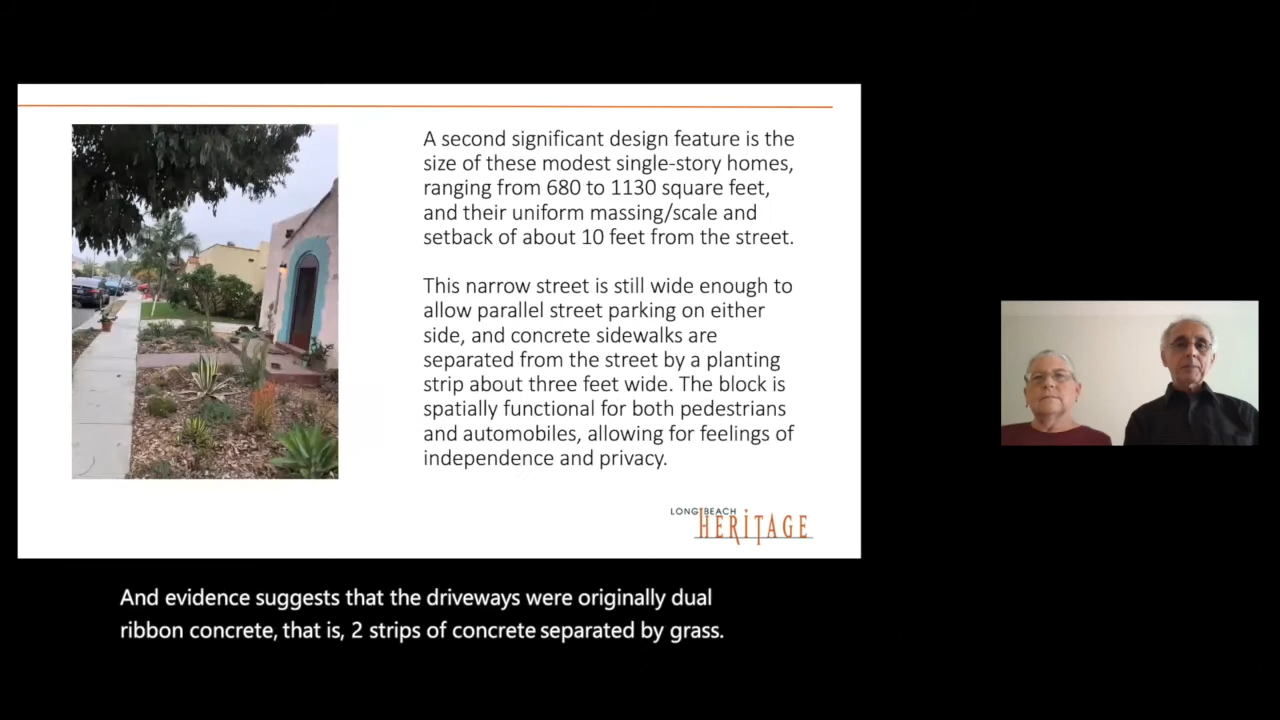 A second significant design feature is the
size of these modest single-story homes,
ranging from 680 to 1130 square feet,
and their uniform massing/scale and
setback of about 10 feet from the street.
This narrow street is still wide enough to
allow parallel street parking on either
side, and concrete sidewalks are
separated from the street by a planting
strip about three feet wide. The block is
spatially functional for both pedestrians
and automobiles, allowing for feelings of
independence and privacy.
LONG BEACH
HERITAGE
And evidence suggests that the driveways were originally dual
ribbon concrete, that is, 2 strips of concrete separated by grass.